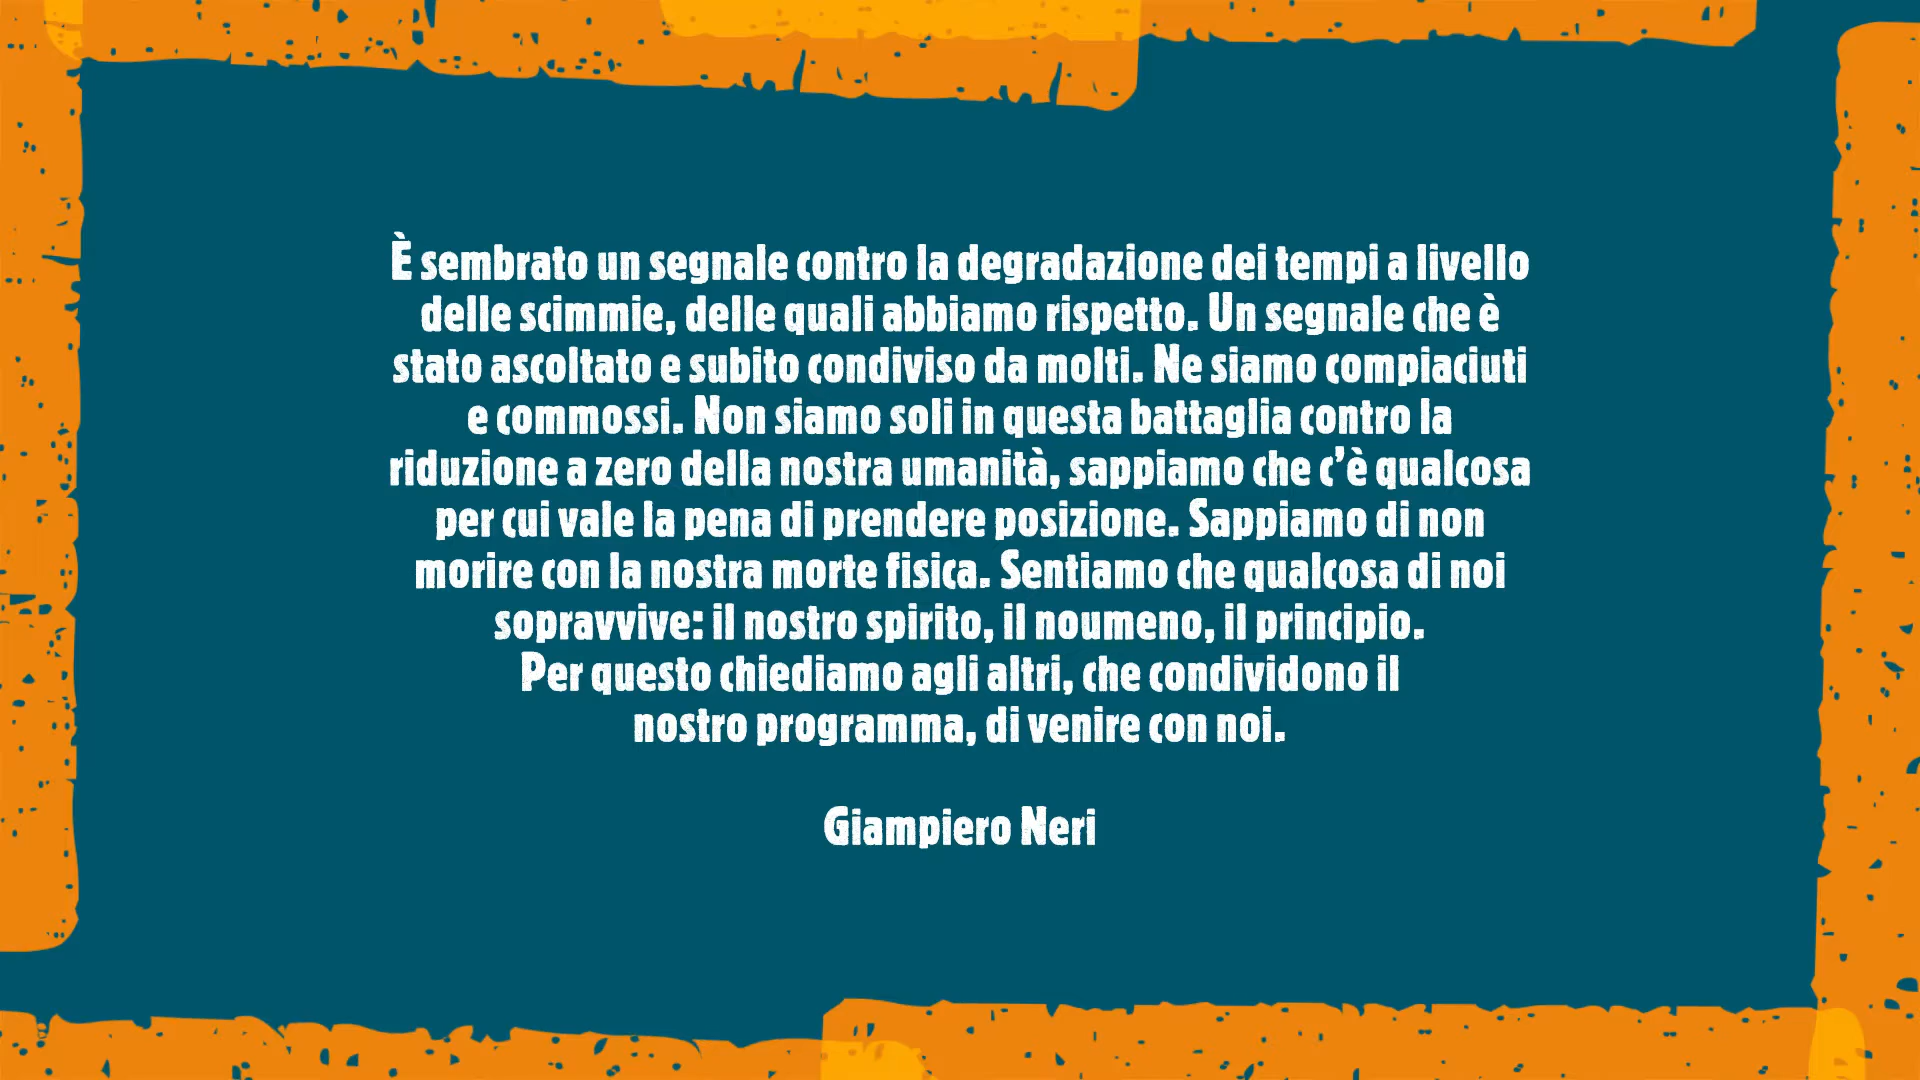 È sembrato un segnale contro la degradazione dei tempi a livello
delle scimmie, delle quali abbiamo rispetto. Un segnale che è
stato ascoltato e subito condiviso da molti. Ne siamo compiaciuti
e commossi. Non siamo soli in questa battaglia contro la
riduzione a zero della nostra umanità, sappiamo che c’è qualcosa
per cui vale la pena di prendere posizione. Sappiamo di non
morire con la nostra morte fisica. Sentiamo che qualcosa di noi
sopravvive: il nostro spirito, il noumeno, il principio.
Per questo chiediamo agli altri, che condividono il
nostro programma, di venire con noi.
Giampiero Neri